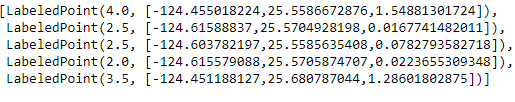 [LabeledPoint(4.0, [-124.455018224,25.5586672876,1.54881301724]),
LabeledPoint(2.5, [-124.61588837,25.5704928198,0.0167741482011]),
LabeledPoint(2.5, [-124.603782197,25.5585635408,0.0782793582718]),
LabeledPoint(2.0, [-124.615579088,25.5705874707,0.0223655309348]),
LabeledPoint(3.5, [-124.451188127,25.680787044,1.28601802875])]